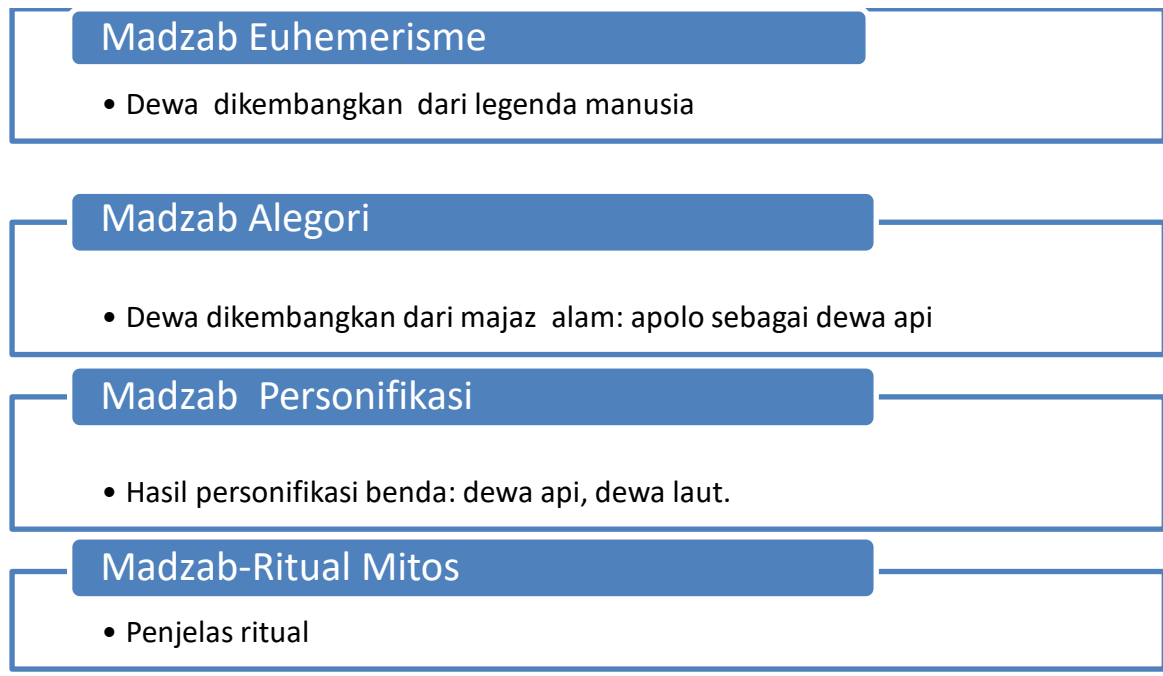 Madzab Euhemerisme
• Dewa dikembangkan dari legenda manusia
Madzab Alegori
• Dewa dikembangkan dari majaz alam: apolo sebagai dewa api
Madzab Personifikasi
• Hasil personifikasi benda: dewa api, dewa laut.
Madzab-Ritual Mitos
• Penjelas ritual